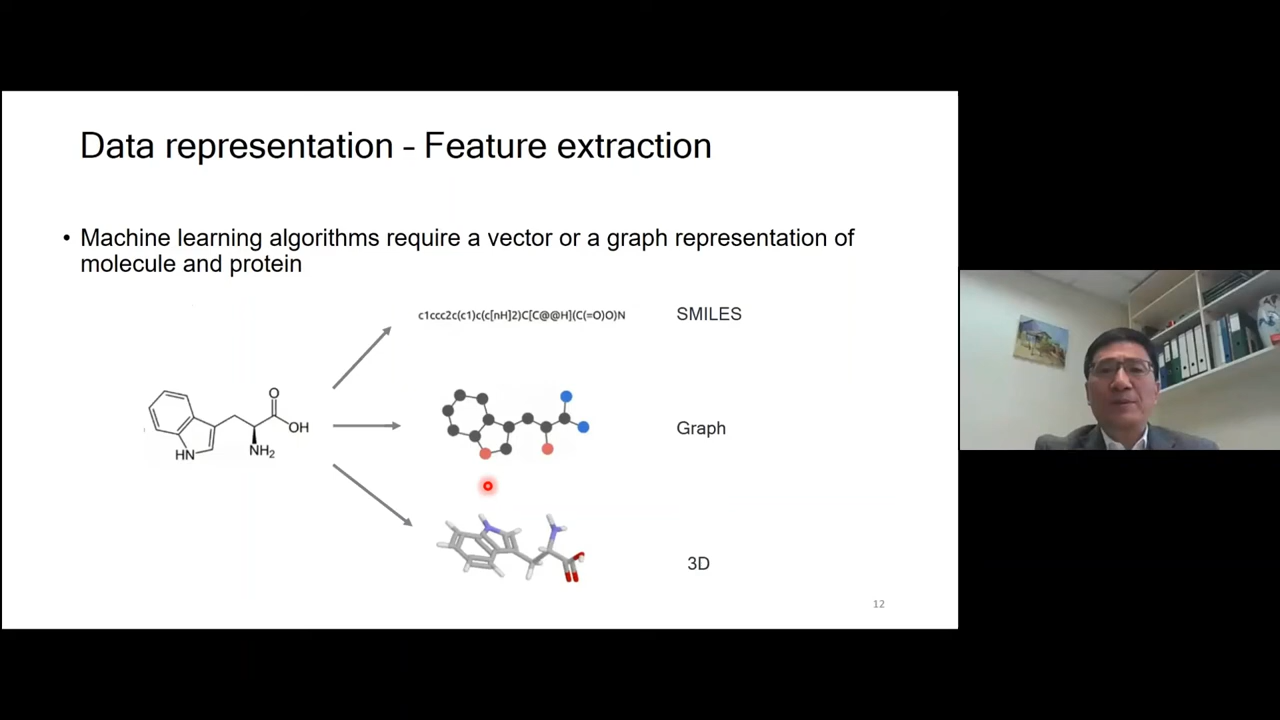 Data representation - Feature extraction
• Machine learning algorithms require a vector or a graph representation of
molecule and protein
c1ccc2c(c1)c(c[nH]2)C[C@@H](C(=O)O)N
SMILES
O
OH
NH₂
HN
Graph
3D
12